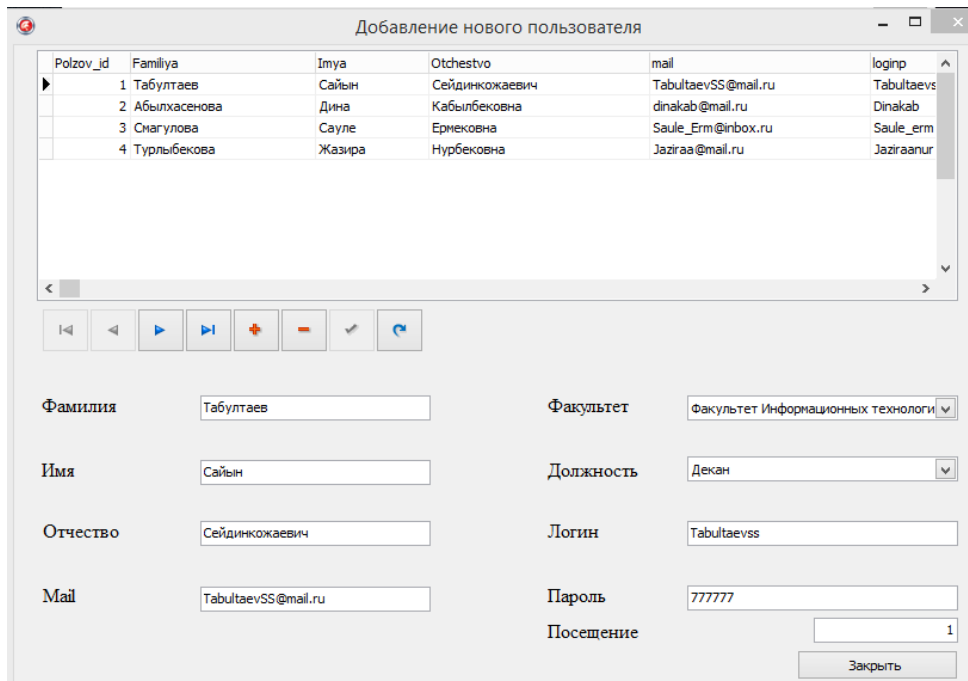 Добавление нового пользователя
Polzov_id Familiya Imya Otchestvo mail loginp
1 Табултаев Сайын Сейдинкожаевич TabultaevSS@mail.ru Tabultaevs
2 Абылхасенова Дина Кабылбековна dinakab@mail.ru Dinakab
3 Смагулова Сауле Ермековна Saule_Erm@inbox.ru Saule_erm
4 Турлыбекова Жазира Нурбековна Jaziraa@mail.ru Jaziraanur
Фамилия Табултаев Факультет Факультет Информационных технологи
Имя Сайын Должность Декан
Отчество Сейдинкожаевич Логин Tabultaevss
Mail TabultaevSS@mail.ru Пароль 777777
Посещение 1
Закрыть